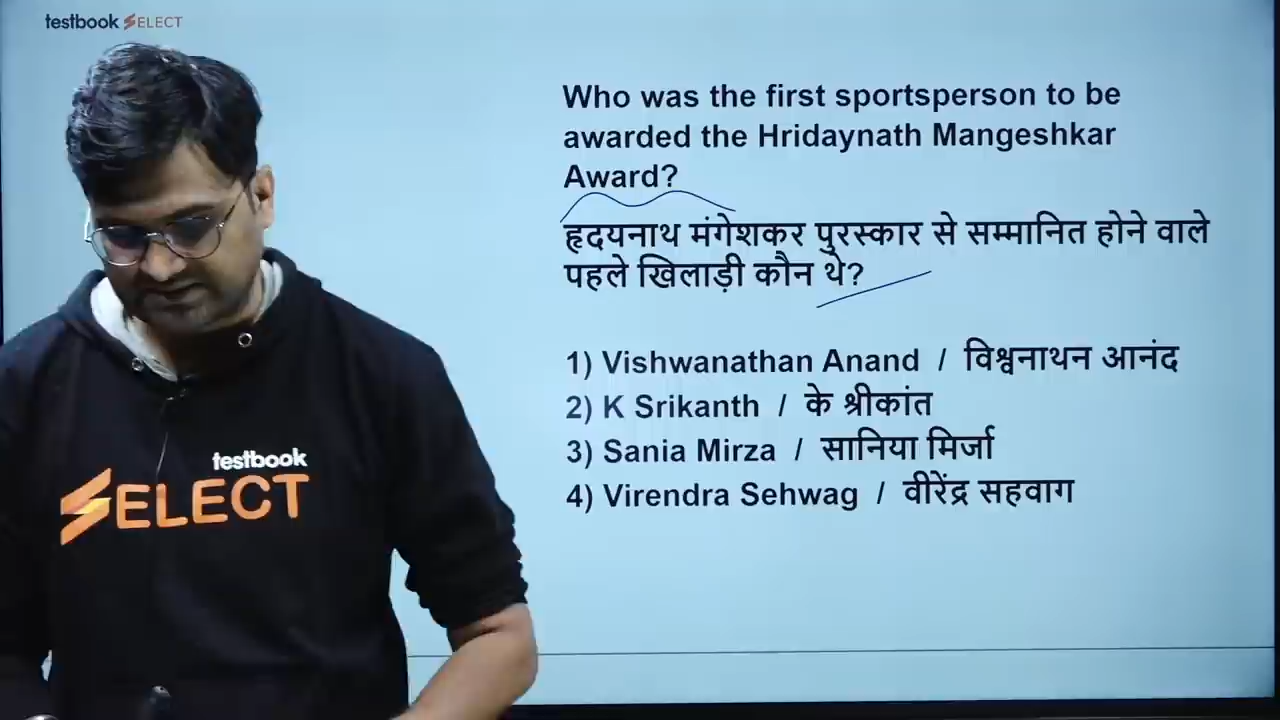 testbook SELECT
Who was the first sportsperson to be
awarded the Hridaynath Mangeshkar
Award?
हृदयनाथ मंगेशकर पुरस्कार से सम्मानित होने वाले
पहले खिलाड़ी कौन थे?
1) Vishwanathan Anand / विश्वनाथन आनंद
2) K Srikanth / के श्रीकांत
3) Sania Mirza / सानिया मिर्जा
4) Virendra Sehwag / वीरेंद्र सहवाग
testbook
SELECT